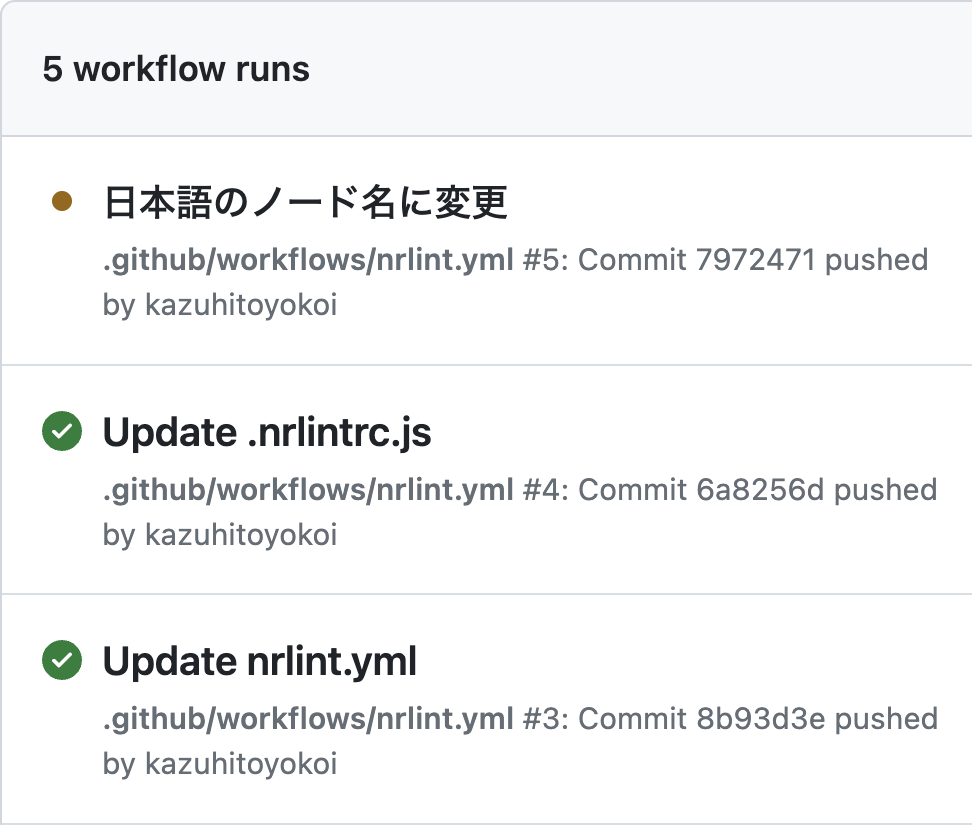 5 workflow runs
日本語のノード名に変更
.github/workflows/nrlint.yml #5: Commit 7972471 pushed
by kazuhitoyokoi
Update .nrlintrc.js
.github/workflows/nrlint.yml #4: Commit 6a8256d pushed
by kazuhitoyokoi
Update nrlint.yml
.github/workflows/nrlint.yml #3: Commit 8b93d3e pushed
by kazuhitoyokoi